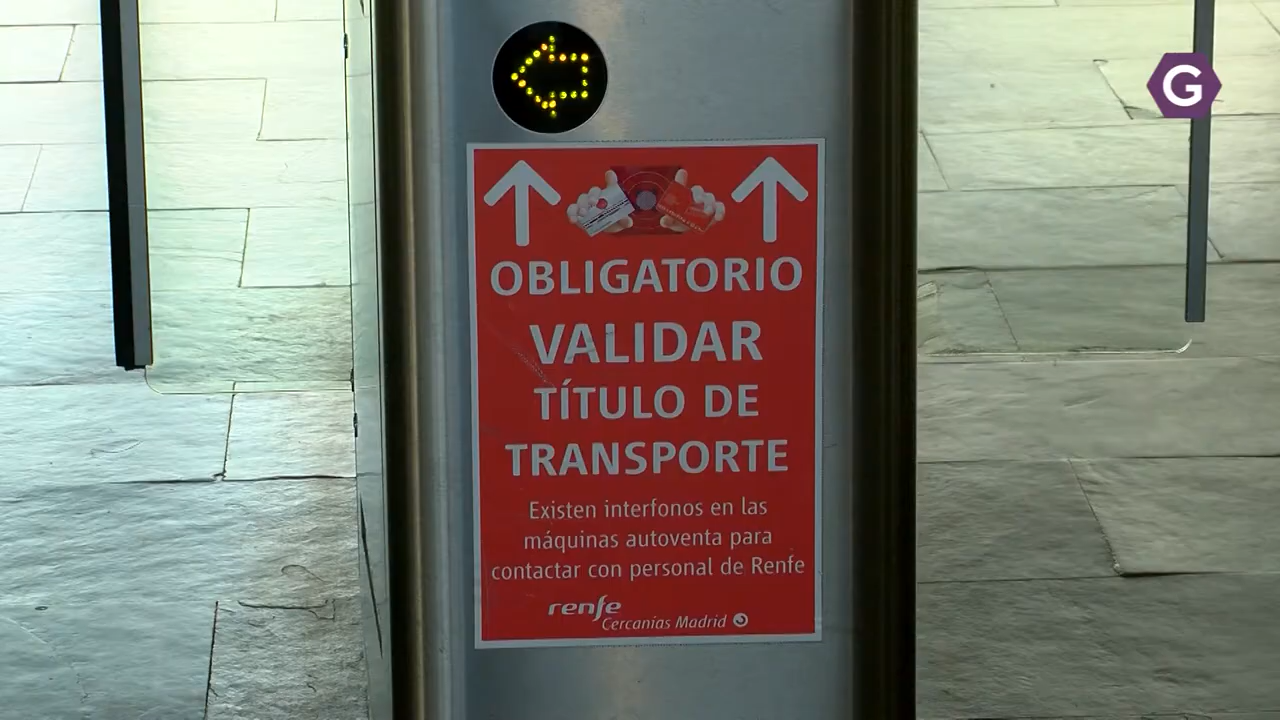 G
OBLIGATORIO
VALIDAR
TÍTULO DE
TRANSPORTE
Existen interfonos en las
máquinas autoventa para
contactar con personal de Renfe
renfe
Cercanías Madrid